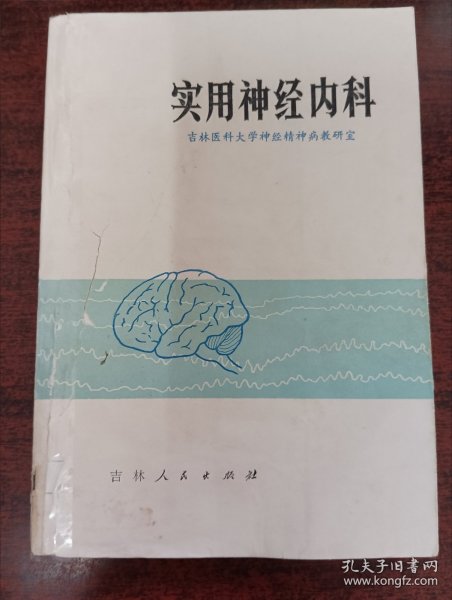 实用神经内科
吉林医科大学神经精神病教研室
吉林人民出版社
孔夫子旧书网
www.kongfz.com